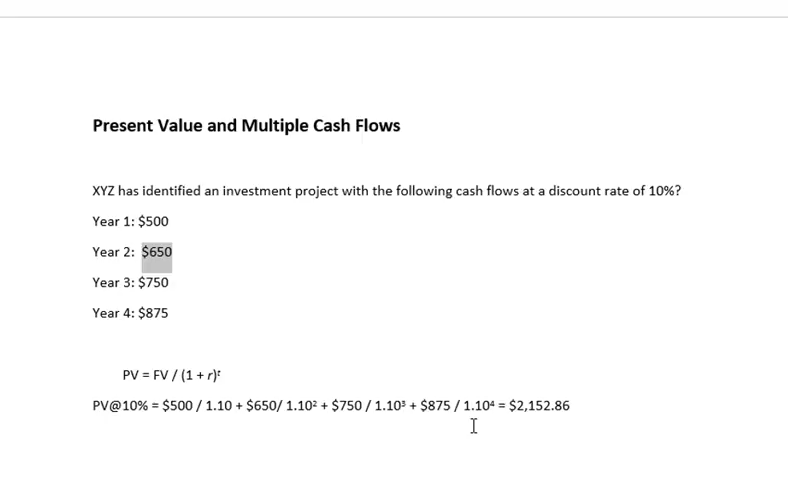 Present Value and Multiple Cash Flows
XYZ has identified an investment project with the following cash flows at a discount rate of 10%?
Year 1: $500
Year 2: $650
Year 3: $750
Year 4: $875
PV = FV / (1 + r)ᵗ
PV@10% = $500 / 1.10 + $650/ 1.10² + $750 / 1.10³ + $875 / 1.10⁴ = $2,152.86